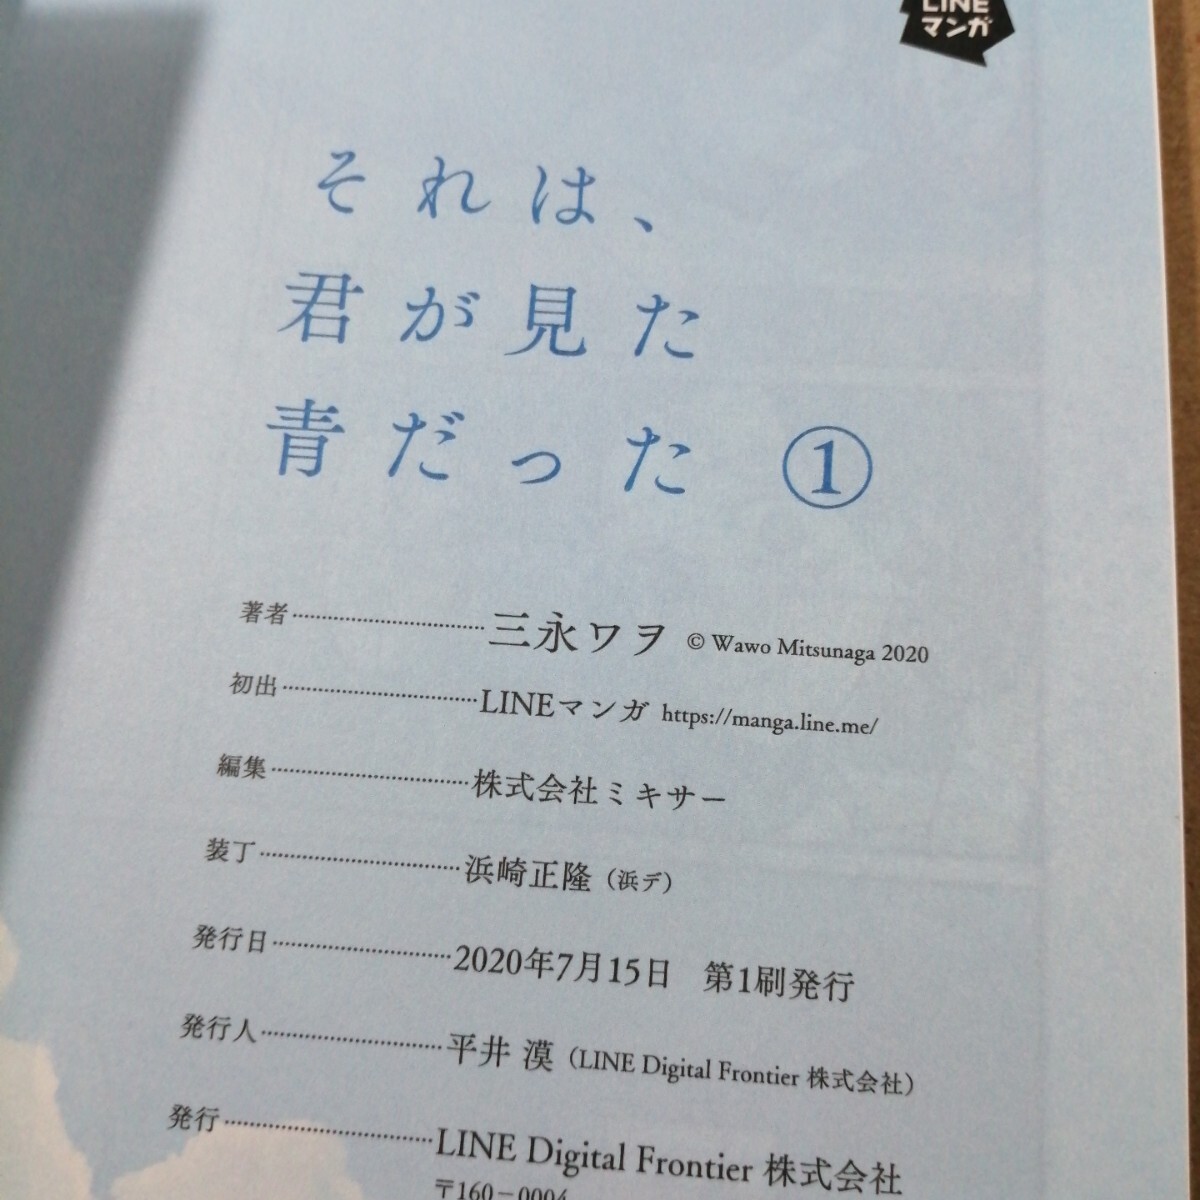 LINE
マンガ
それは、
君が見た
青だった ①
著者 三永ワヲ © Wawo Mitsunaga 2020
初出 LINEマンガ https://manga.line.me/
編集 株式会社ミキサー
装丁 浜崎正隆（浜デ）
発行日 2020年7月15日　第1刷発行
発行人 平井 漠（LINE Digital Frontier 株式会社）
発行 LINE Digital Frontier 株式会社
〒160－0004